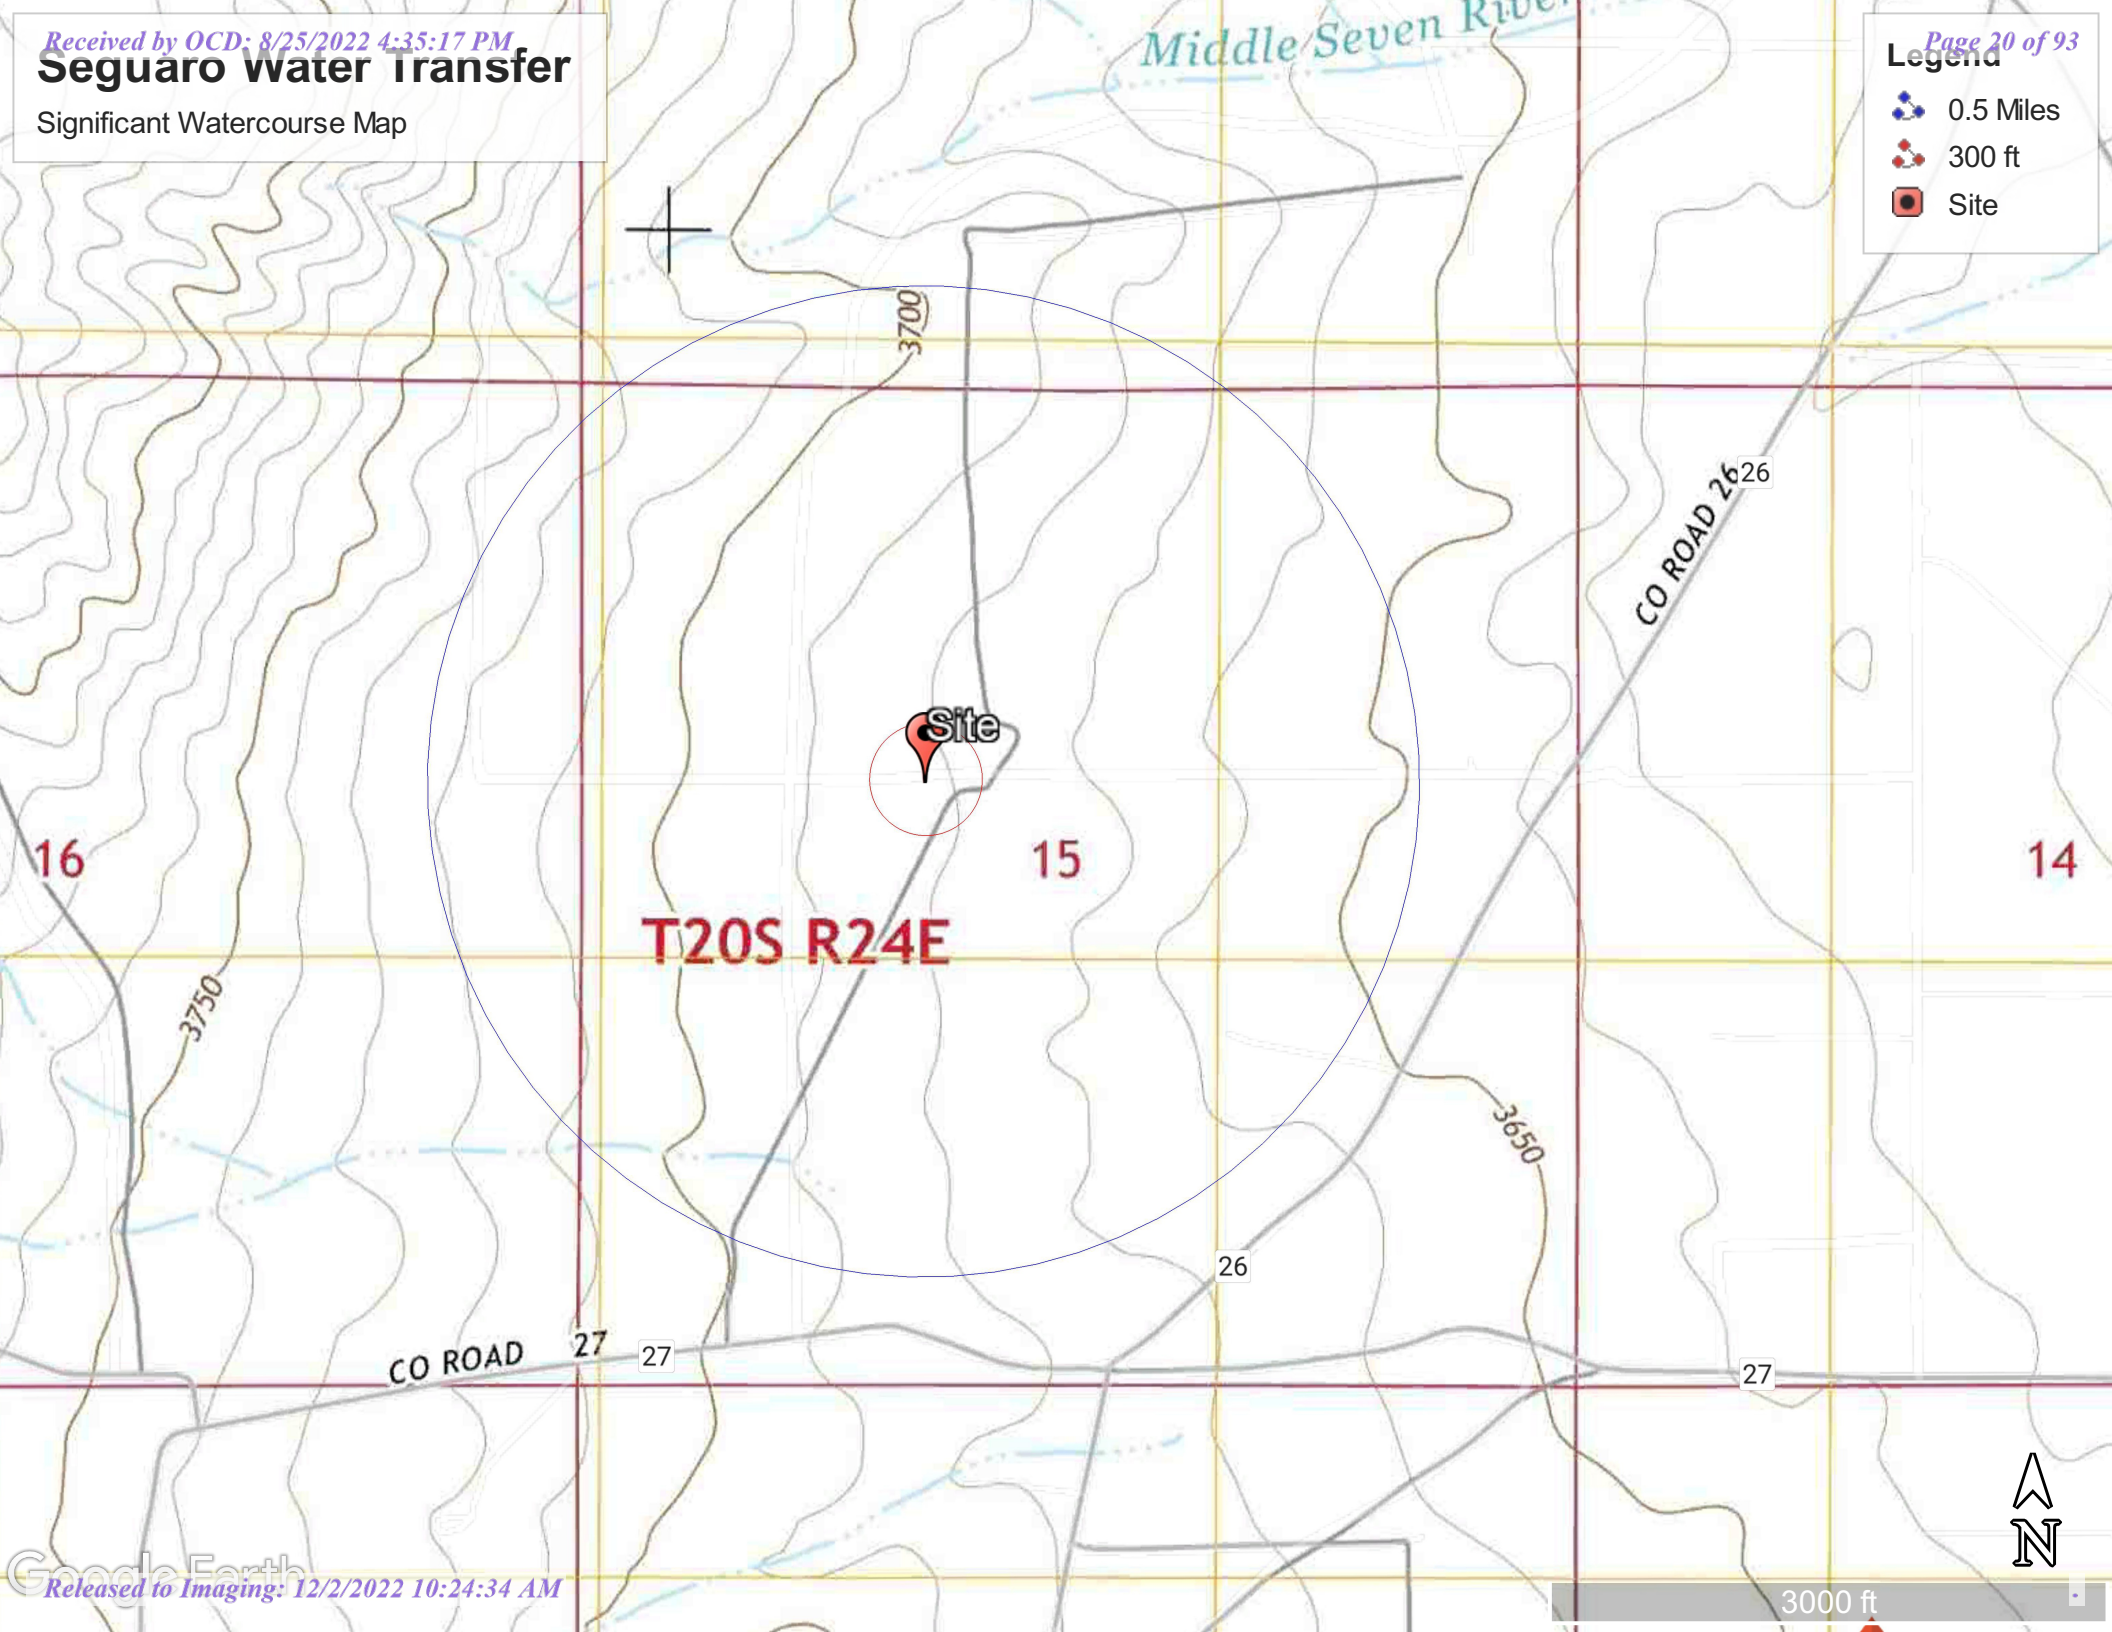 Received by OCD: 8/25/2022 4:35:17 PM
Page 20 of 93
Seguaro Water Transfer
Significant Watercourse Map
Legend
0.5 Miles
300 ft
Site
Middle Seven River
3700
26
CO ROAD 26
Site
16
15
14
T20S R24E
3750
3650
26
CO ROAD 27
27
27
N
Google Earth
Released to Imaging: 12/2/2022 10:24:34 AM
3000 ft